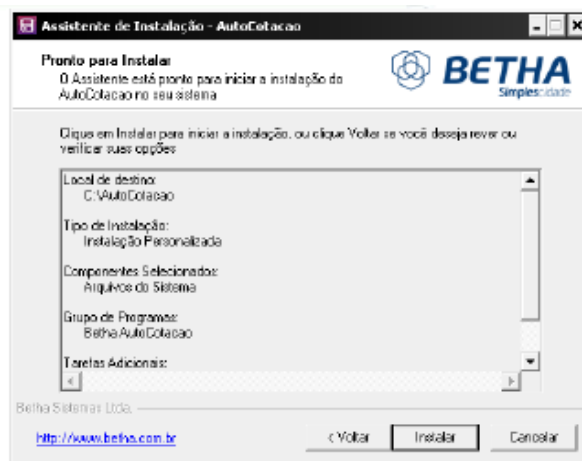 Assistente de Instalação - AutoCotacao
Pronto para Instalar
O Assistente está pronto para iniciar a instalação do
AutoCotacao no seu sistema
BETHA
Simplescidade
Clique em Instalar para iniciar a instalação, ou clique Voltar se você deseja rever ou
verificar suas opções
Local de destino:
C:\AutoCotacao
Tipo de Instalação:
Instalação Personalizada
Componentes Selecionados:
Arquivos do Sistema
Grupo de Programas:
Betha AutoCotacao
Tarefas Adicionais:
Betha Sistemas Ltda.
http://www.betha.com.br
< Voltar
Instalar
Cancelar